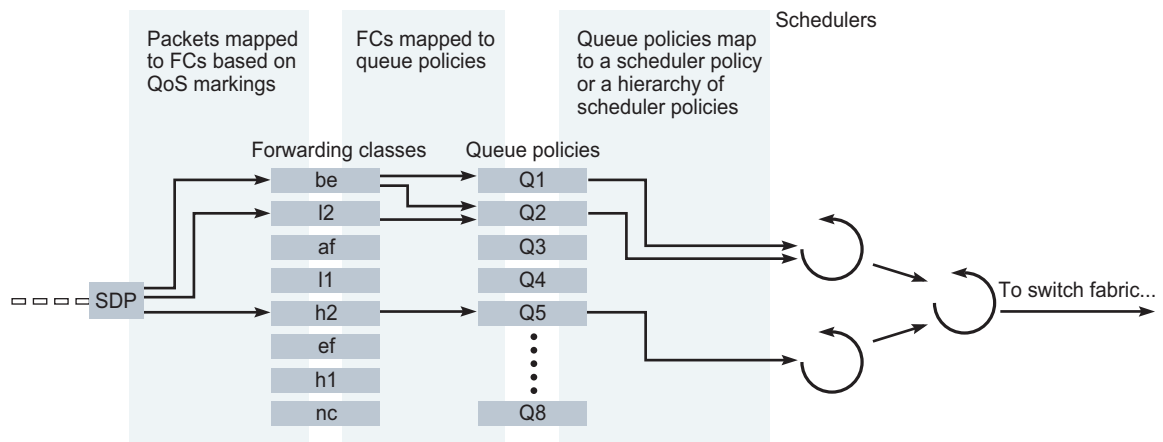 Schedulers
Packets mapped
to FCs based on
QoS markings
FCs mapped to
queue policies
Queue policies map
to a scheduler policy
or a hierarchy of
scheduler policies
Forwarding classes
Queue policies
be
l2
af
l1
h2
ef
h1
nc
Q1
Q2
Q3
Q4
Q5
Q8
SDP
To switch fabric...